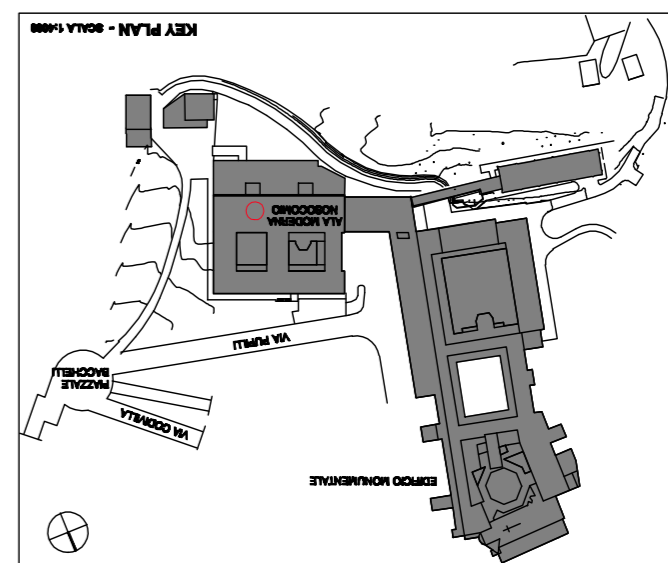 KEY PLAN - SCALA 1:4000
ALA MODERNA
NOSOCOMIO
VIA PUPILLI
PIAZZALE
BACCHELLI
VIA CODIVILLA
EDIFICIO MONUMENTALE